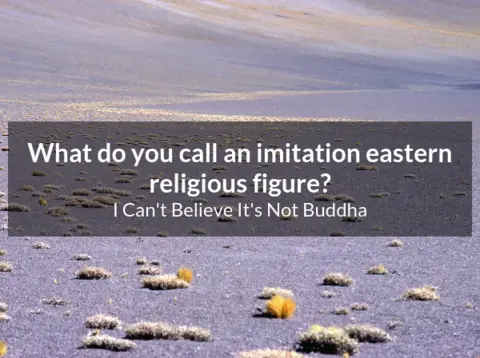 What do you call an imitation eastern
religious figure?
I Can't Believe It's Not Buddha